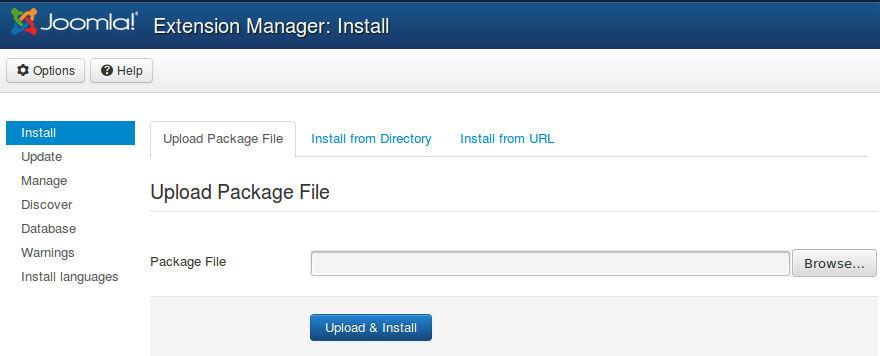 Joomla! Extension Manager: Install
Options Help
Install
Update
Manage
Discover
Database
Warnings
Install languages
Upload Package File Install from Directory Install from URL
Upload Package File
Package File Browse...
Upload & Install